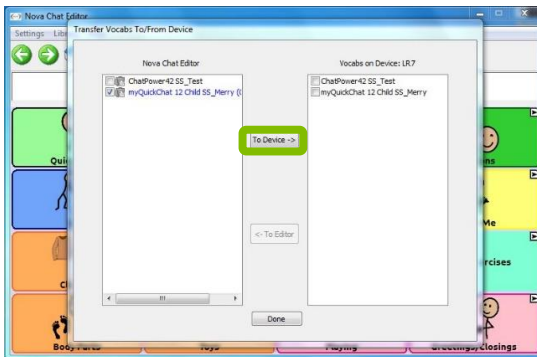 Nova Chat Editor
Settings
Transfer Vocabs To/From Device
Nova Chat Editor
Vocabs on Device: LR7
ChatPower42 SS_Test
myQuickChat 12 Child SS_Merry
ChatPower42 SS_Test
myQuickChat 12 Child SS_Merry
To Device ->
<- To Editor
Done
Me
Body Parts
Toys
Playing
Greetings/Closings